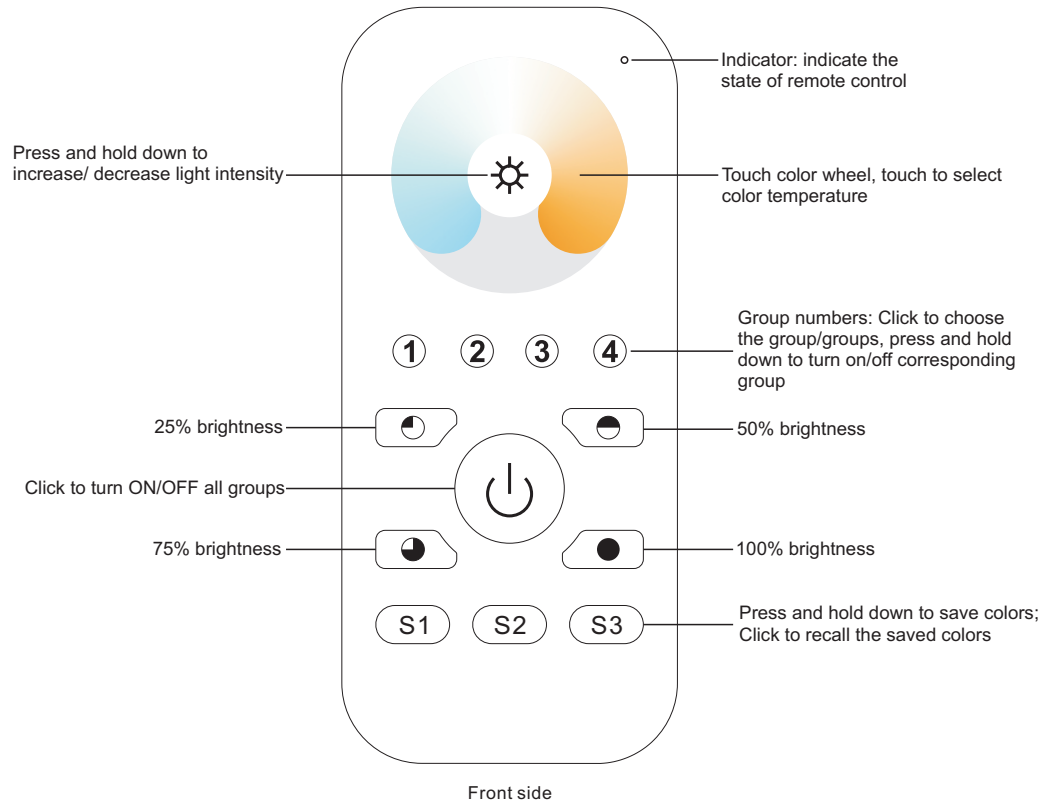 Indicator: indicate the
state of remote control
Press and hold down to
increase/ decrease light intensity
Touch color wheel, touch to select
color temperature
Group numbers: Click to choose
the group/groups, press and hold
down to turn on/off corresponding
group
1 2 3 4
25% brightness
50% brightness
Click to turn ON/OFF all groups
75% brightness
100% brightness
S1 S2 S3
Press and hold down to save colors;
Click to recall the saved colors
Front side